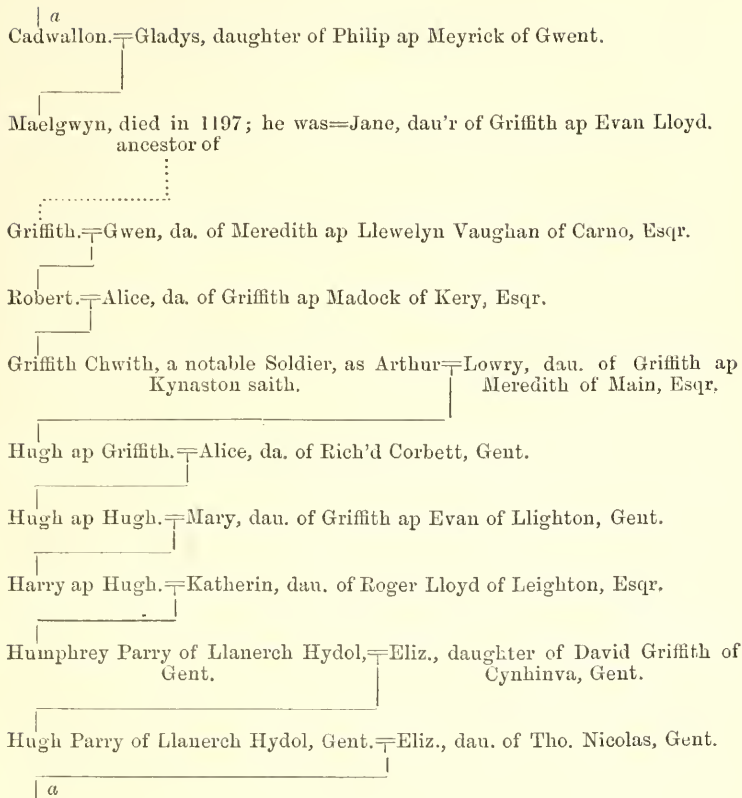 a
Cadwallon.=Gladys, daughter of Philip ap Meyrick of Gwent.
Maelgwyn, died in 1197; he was=Jane, dau'r of Griffith ap Evan Lloyd.
ancestor of
Griffith.=Gwen, da. of Meredith ap Llewelyn Vaughan of Carno, Esqr.
Robert.=Alice, da. of Griffith ap Madock of Kery, Esqr.
Griffith Chwith, a notable Soldier, as Arthur=Lowry, dau. of Griffith ap
Kynaston saith. Meredith of Main, Esqr.
Hugh ap Griffith.=Alice, da. of Rich'd Corbett, Gent.
Hugh ap Hugh.=Mary, dau. of Griffith ap Evan of Llighton, Gent.
Harry ap Hugh.=Katherin, dau. of Roger Lloyd of Leighton, Esqr.
Humphrey Parry of Llanerch Hydol,=Eliz., daughter of David Griffith of
Gent. Cynhinva, Gent.
Hugh Parry of Llanerch Hydol, Gent.=Eliz., dau. of Tho. Nicolas, Gent.
a